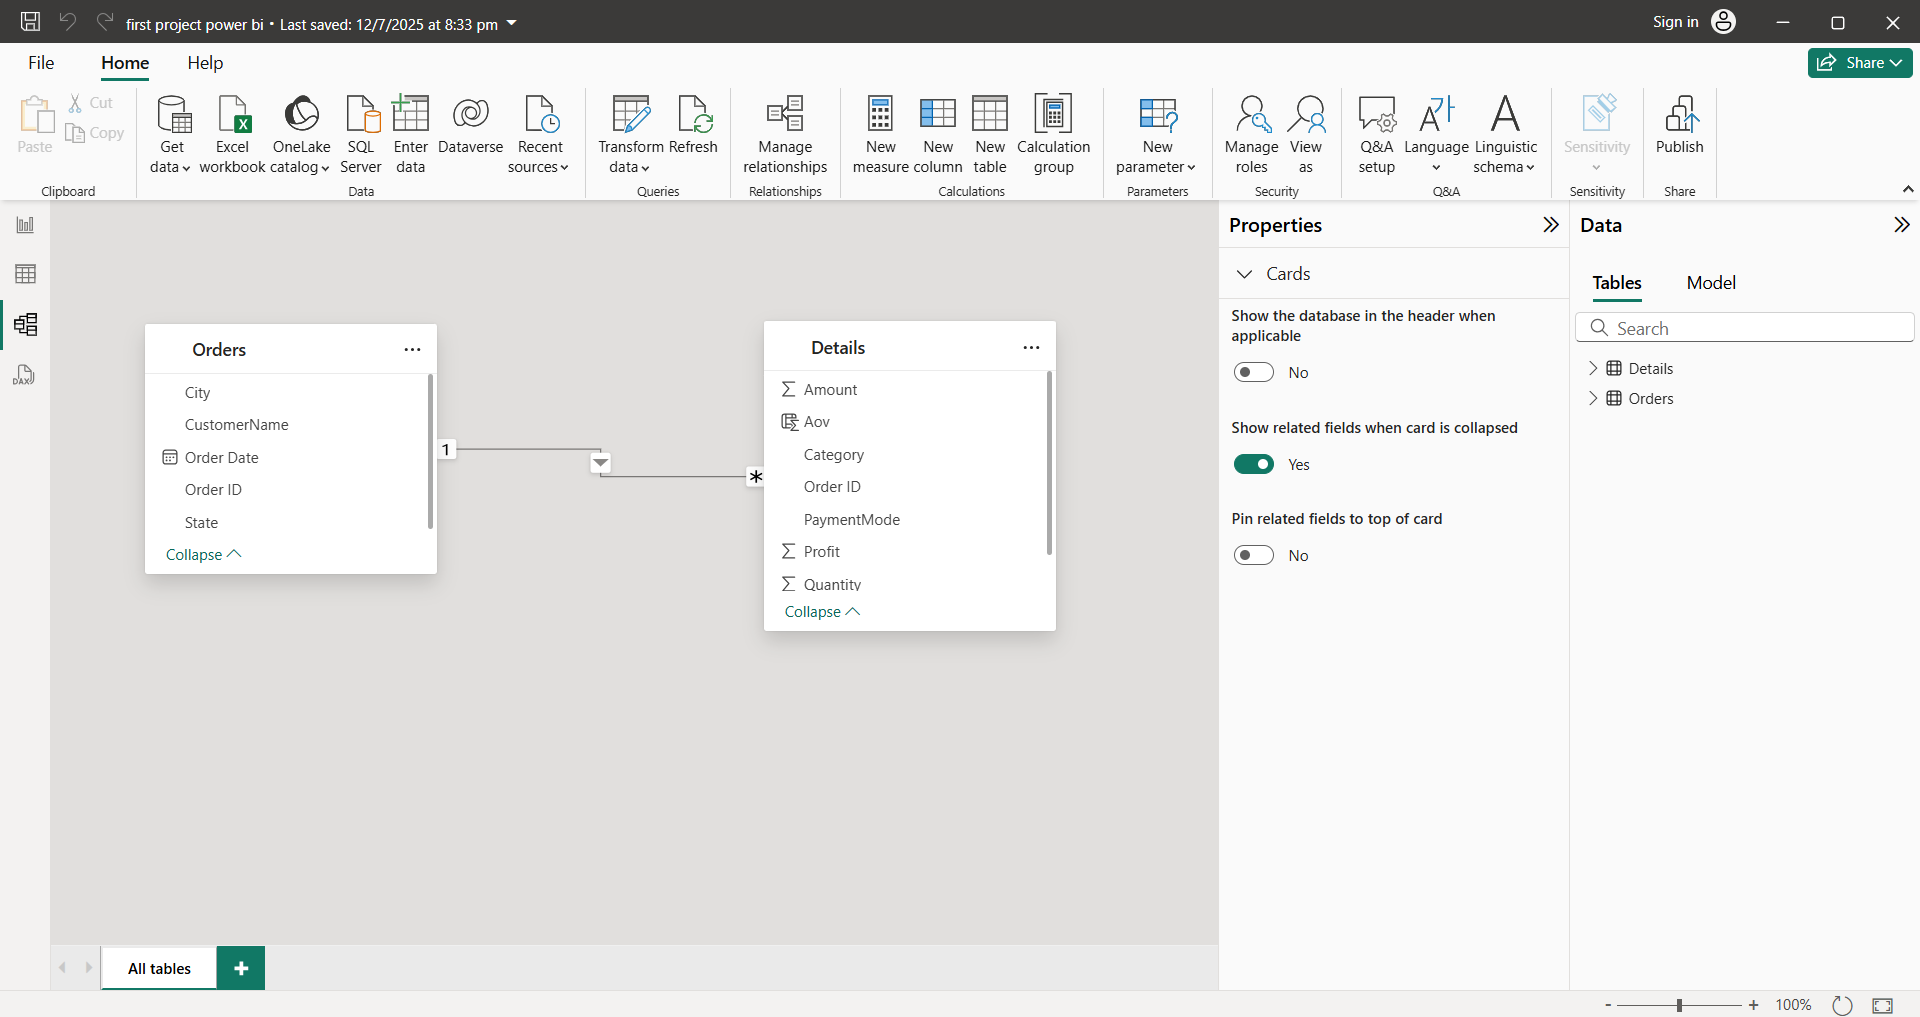 first project power bi • Last saved: 12/7/2025 at 8:33 pm
Sign in
File
Home
Help
Share
Paste
Cut
Copy
Clipboard
Get data
Excel workbook
OneLake catalog
SQL Server
Enter data
Dataverse
Recent sources
Data
Transform data
Refresh
Queries
Manage relationships
Relationships
New measure
New column
New table
Calculation group
Calculations
New parameter
Parameters
Manage roles
View as
Security
Q&A setup
Language
Linguistic schema
Q&A
Sensitivity
Sensitivity
Publish
Share
DAX
Orders
City
CustomerName
Order Date
Order ID
State
Collapse
1
*
Details
Amount
Aov
Category
Order ID
PaymentMode
Profit
Quantity
Collapse
Properties
Cards
Show the database in the header when
applicable
No
Show related fields when card is collapsed
Yes
Pin related fields to top of card
No
Data
Tables
Model
Search
Details
Orders
All tables
+
- + 100%